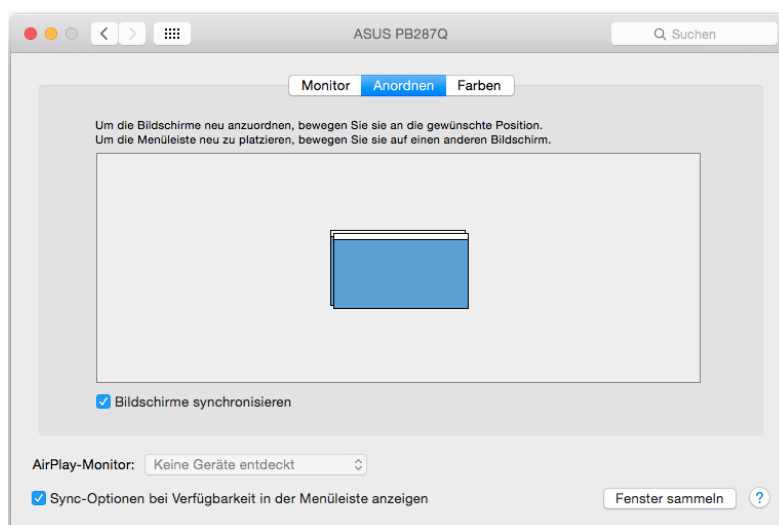 ASUS PB287Q
Suchen
Monitor Anordnen Farben
Um die Bildschirme neu anzuordnen, bewegen Sie sie an die gewünschte Position.
Um die Menüleiste neu zu platzieren, bewegen Sie sie auf einen anderen Bildschirm.
Bildschirme synchronisieren
AirPlay-Monitor: Keine Geräte entdeckt
Sync-Optionen bei Verfügbarkeit in der Menüleiste anzeigen
Fenster sammeln ?